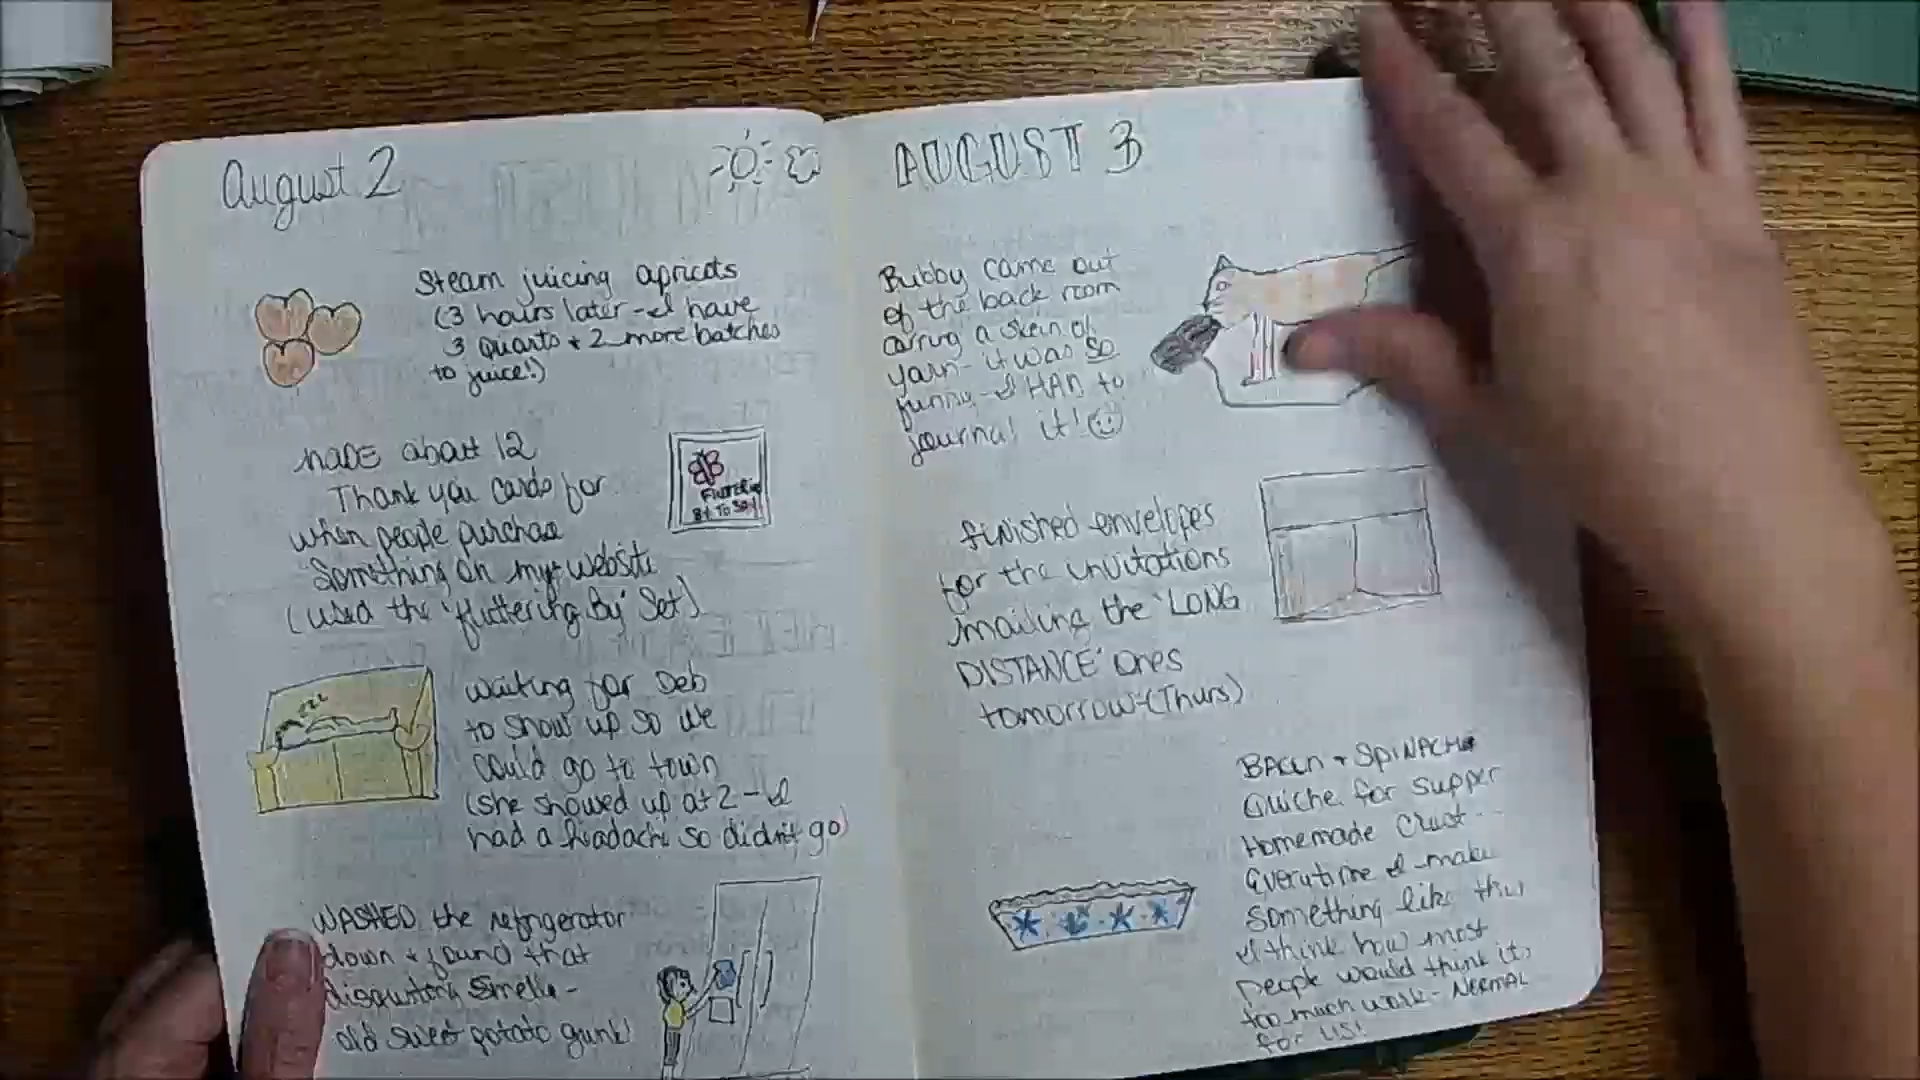 August 2
Steam juicing apricots
(3 hours later - I have
3 quarts + 2 more batches
to juice!)
MADE about 12
Thank you cards for
when people purchase
something on my website
(used the 'fluttering By' Set)
waiting for Deb
to show up so we
could go to town
(she showed up at 2 - I
had a headache so didn't go)
WASHED the refrigerator
down + found that
disgusting smell -
old sweet potato gunk!
AUGUST 3
Bubby came out
of the back room
carring a skein of
yarn - it was so
funny - I HAD to
journal it!
finished envelopes
for the invitations
mailing the 'LONG
DISTANCE' ones
tomorrow - (Thurs)
BACON + SPINACH
Quiche for supper
Homemade Crust...
Everytime I make
something like this
I think how most
people would think its
too much work - NORMAL
for US!